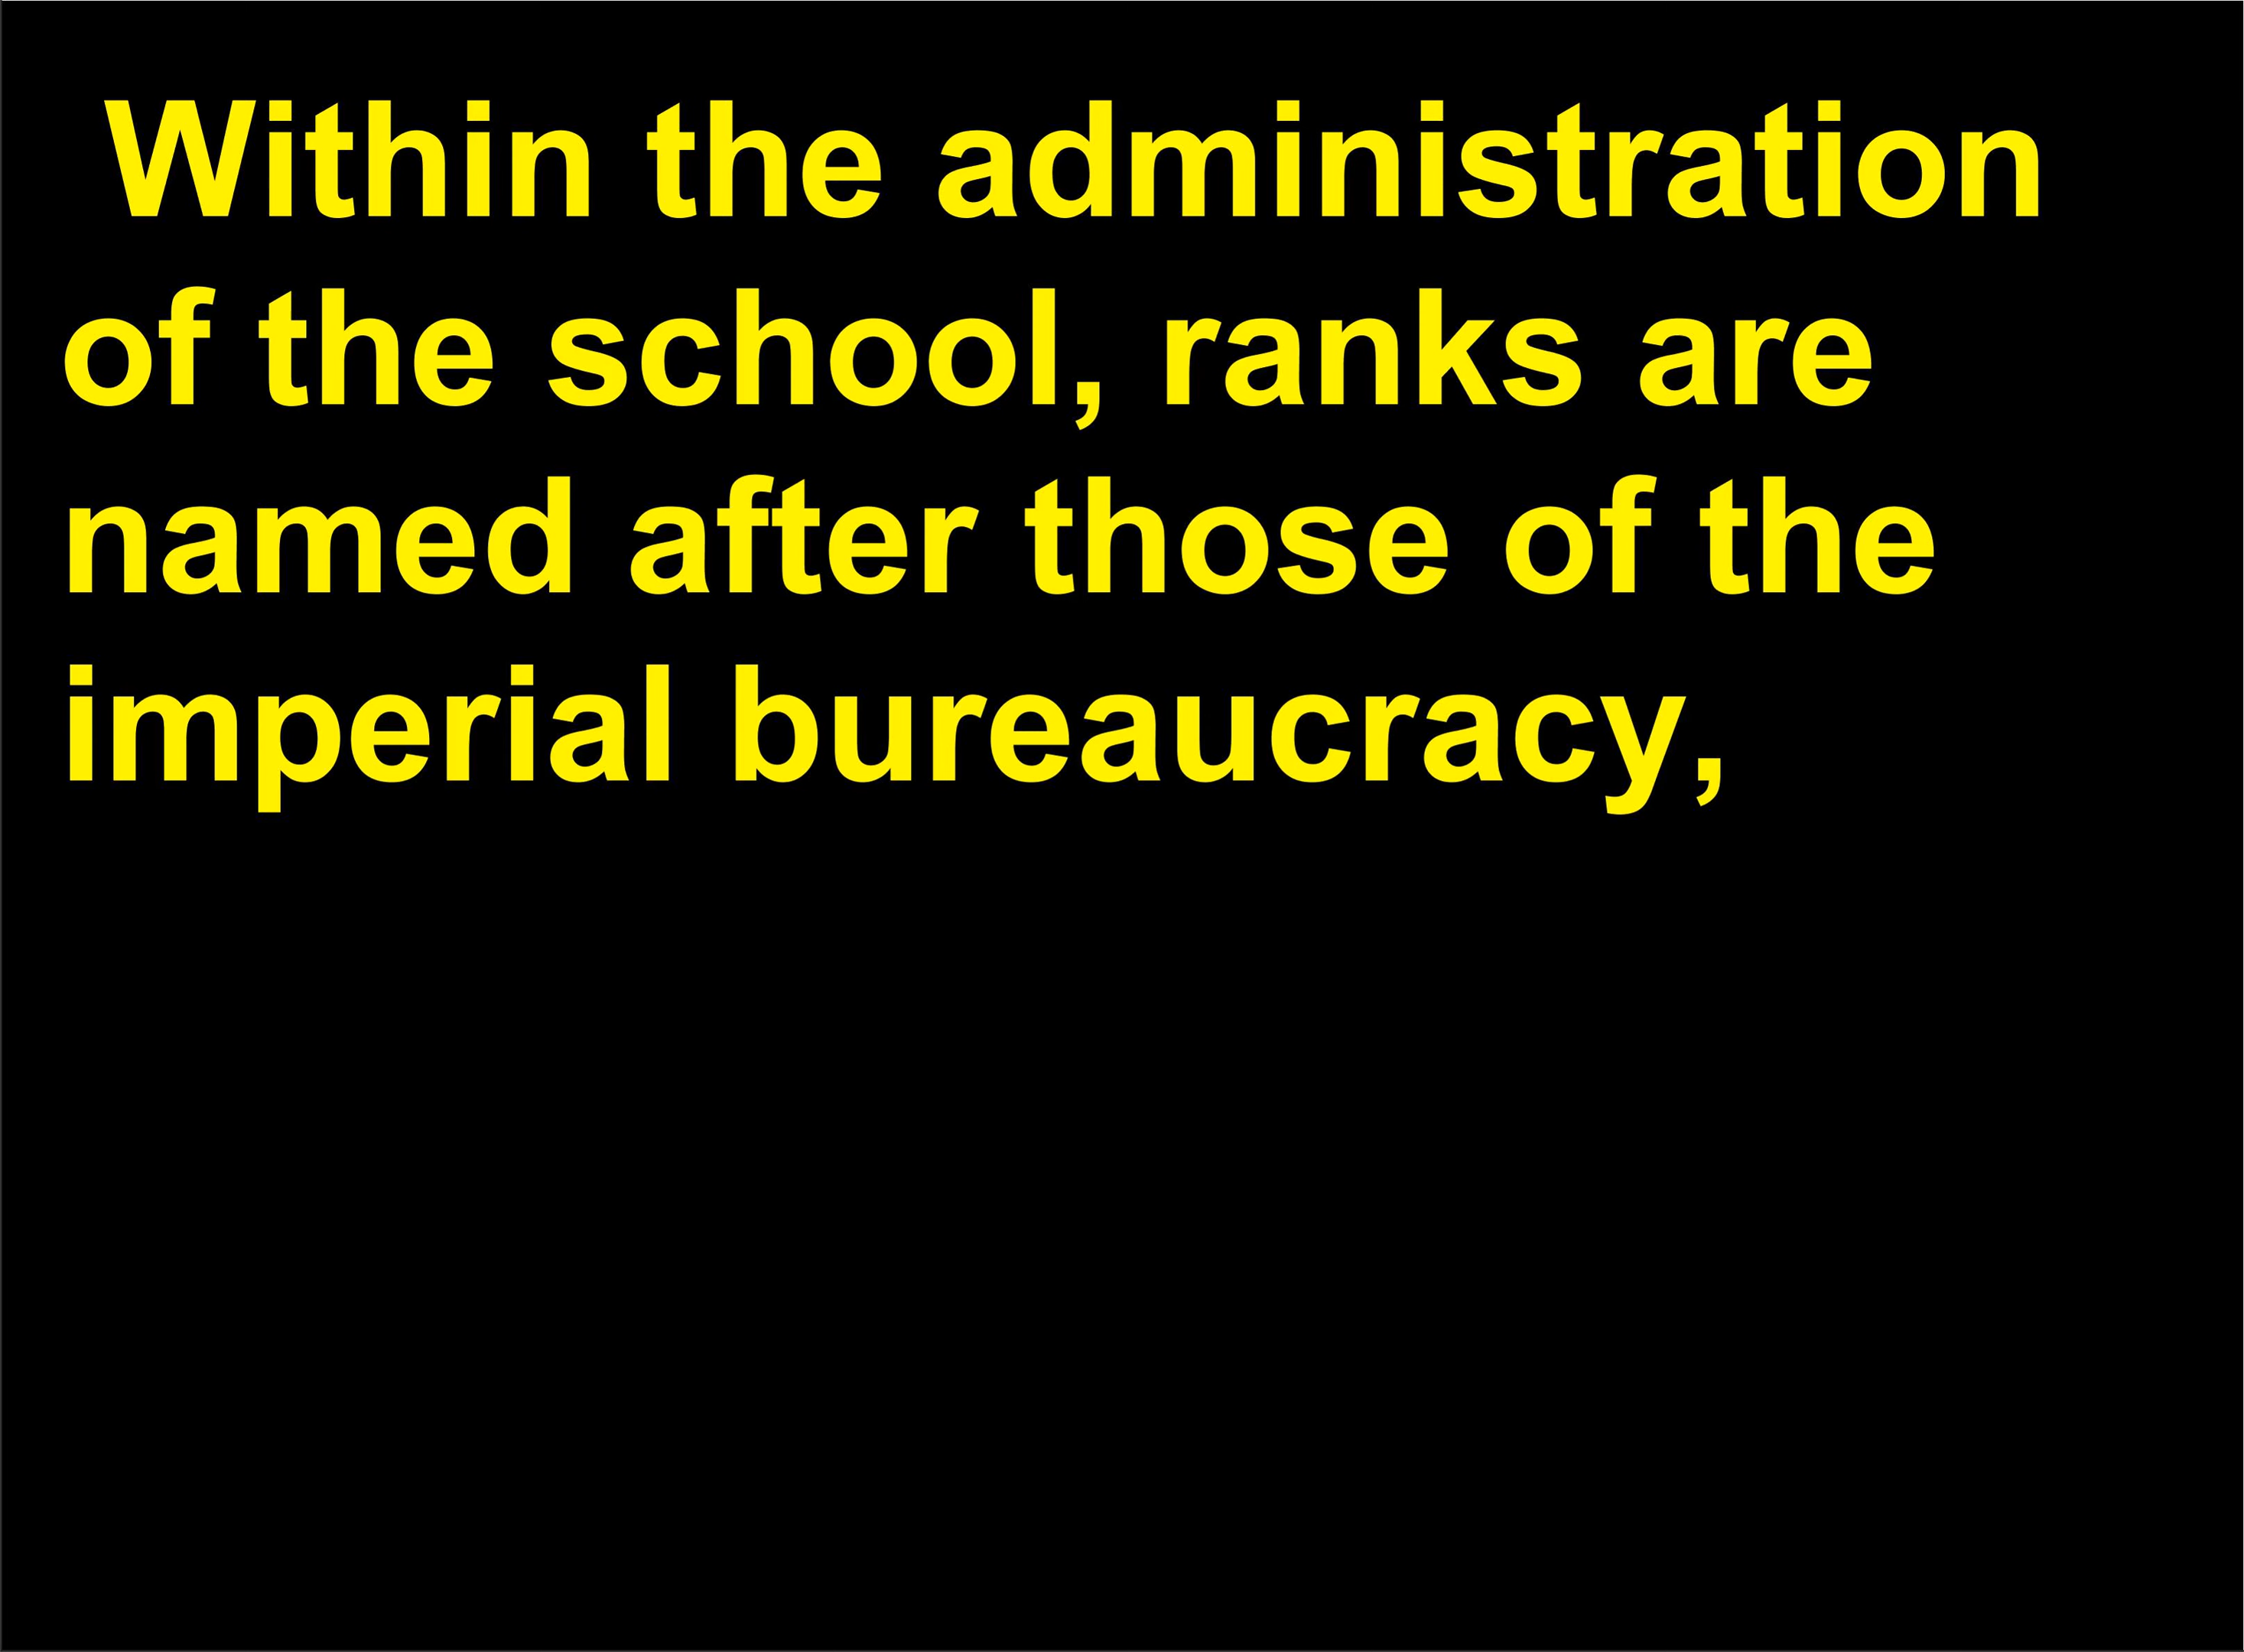 Within the administration
of the school, ranks are
named after those of the
imperial bureaucracy,